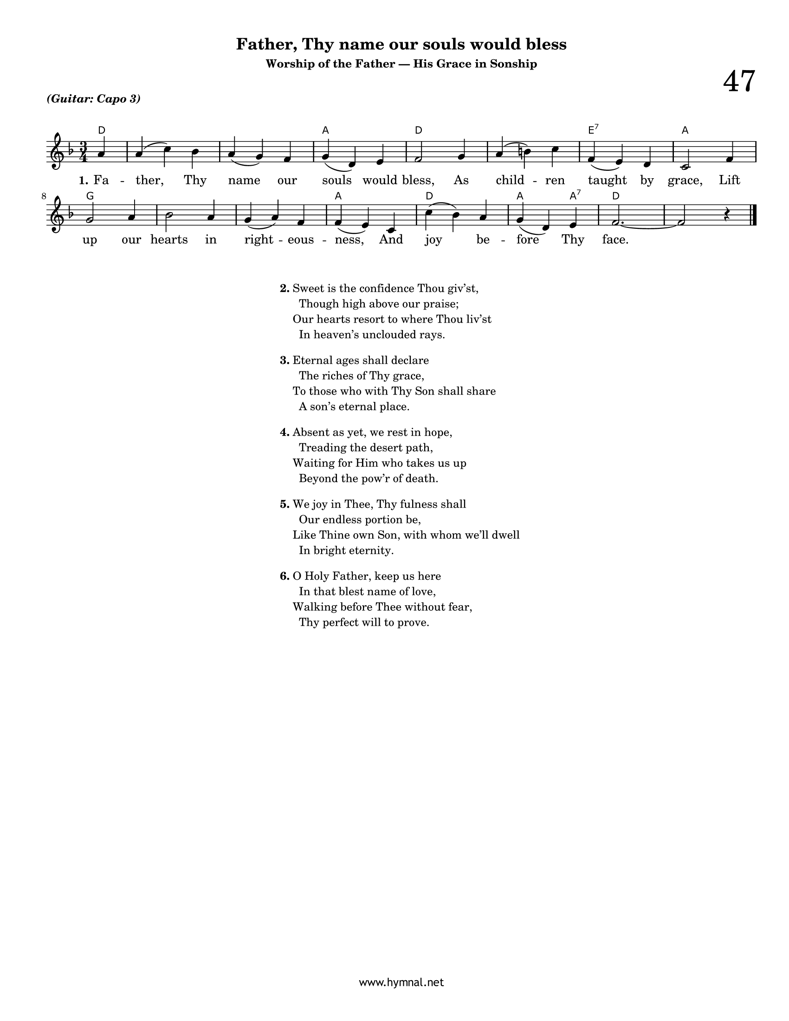 Father, Thy name our souls would bless
Worship of the Father — His Grace in Sonship
47
(Guitar: Capo 3)
D A D E7 A
1. Fa - ther, Thy name our souls would bless, As child - ren taught by grace, Lift
8 G A D A A7 D
up our hearts in right - eous - ness, And joy be - fore Thy face.
2. Sweet is the confidence Thou giv'st,
Though high above our praise;
Our hearts resort to where Thou liv'st
In heaven's unclouded rays.
3. Eternal ages shall declare
The riches of Thy grace,
To those who with Thy Son shall share
A son's eternal place.
4. Absent as yet, we rest in hope,
Treading the desert path,
Waiting for Him who takes us up
Beyond the pow'r of death.
5. We joy in Thee, Thy fulness shall
Our endless portion be,
Like Thine own Son, with whom we'll dwell
In bright eternity.
6. O Holy Father, keep us here
In that blest name of love,
Walking before Thee without fear,
Thy perfect will to prove.
www.hymnal.net